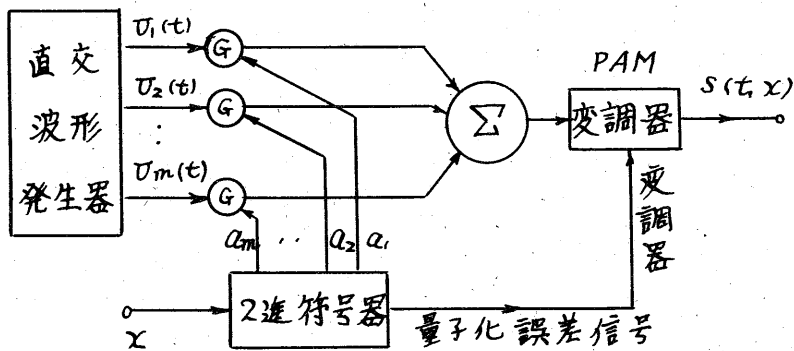 直交
波形
発生器
v₁(t)
v₂(t)
⋮
vₘ(t)
G
G
G
Σ
PAM
変調器
s(t, x)
変調器
aₘ ‥ a₂ a₁
x
2進符号器
量子化誤差信号